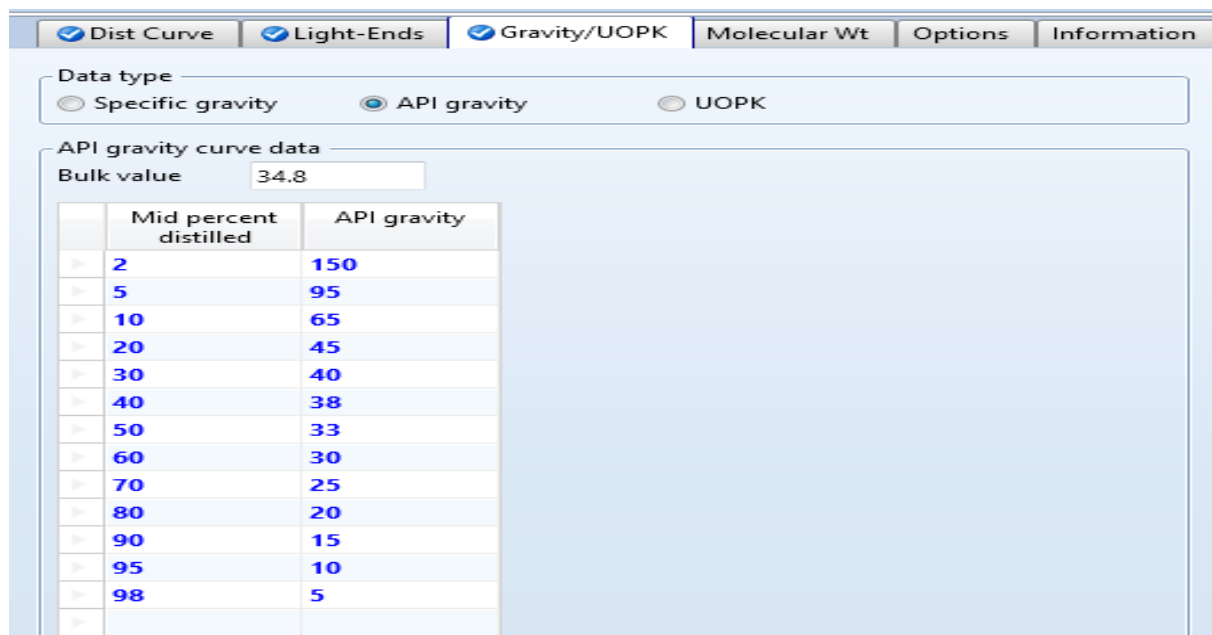 Dist Curve Light-Ends Gravity/UOPK Molecular Wt Options Information
Data type
Specific gravity API gravity UOPK
API gravity curve data
Bulk value 34.8
Mid percent distilled API gravity
2 150
5 95
10 65
20 45
30 40
40 38
50 33
60 30
70 25
80 20
90 15
95 10
98 5